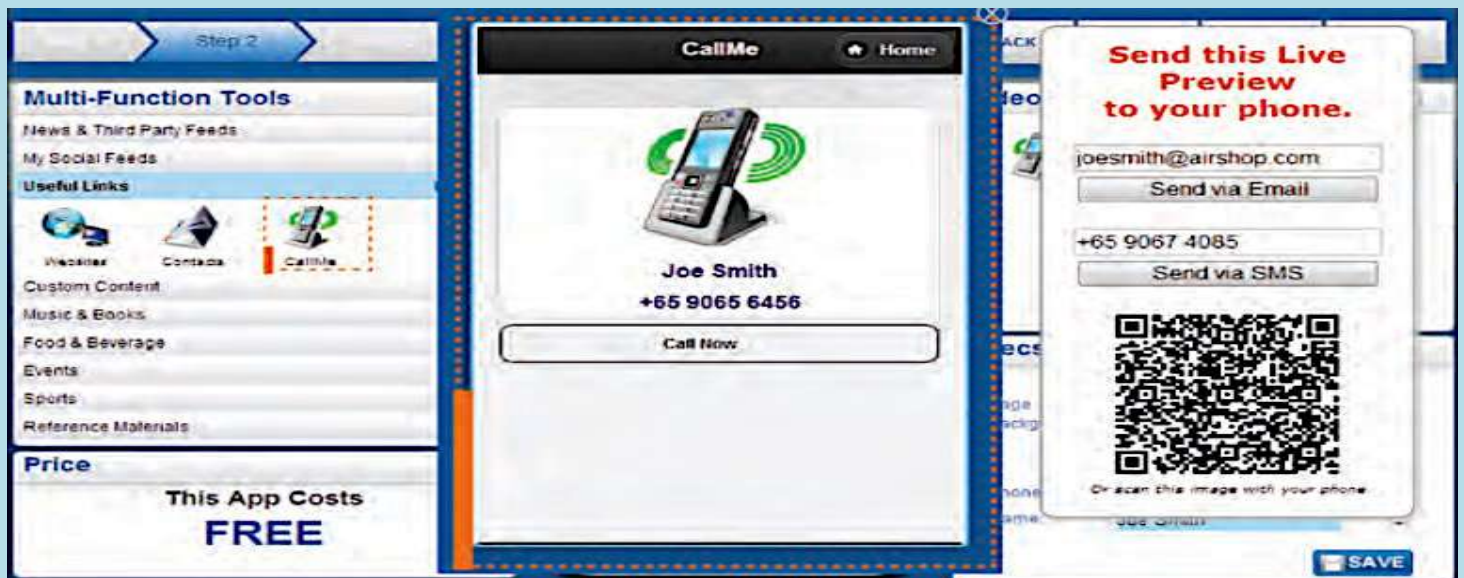 Step 2
Multi-Function Tools
News & Third Party Feeds
My Social Feeds
Useful Links
Websites
Contacts
CallMe
Custom Content
Music & Books
Food & Beverage
Events
Sports
Reference Materials
Price
This App Costs
FREE
CallMe
Home
Joe Smith
+65 9065 6456
Call Now
Send this Live
Preview
to your phone.
joesmith@airshop.com
Send via Email
+65 9067 4085
Send via SMS
Or scan this image with your phone
Joe Smith
SAVE